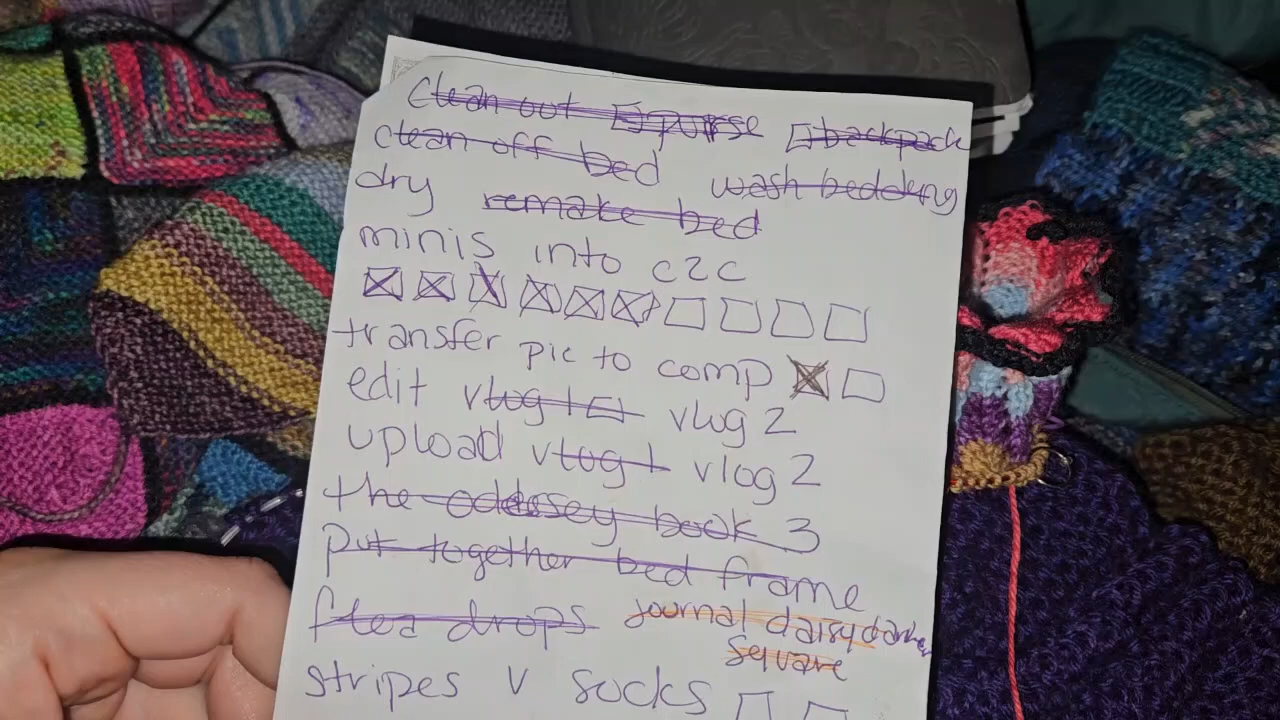 clean out purse backpack
clean off bed wash bedding
dry remake bed
minis into c2c
transfer pic to comp
edit vlog 1 vlog 2
upload vlog 1 vlog 2
the oddessey book 3
put together bed frame
flea drops journal daisy darker
square
stripes v socks